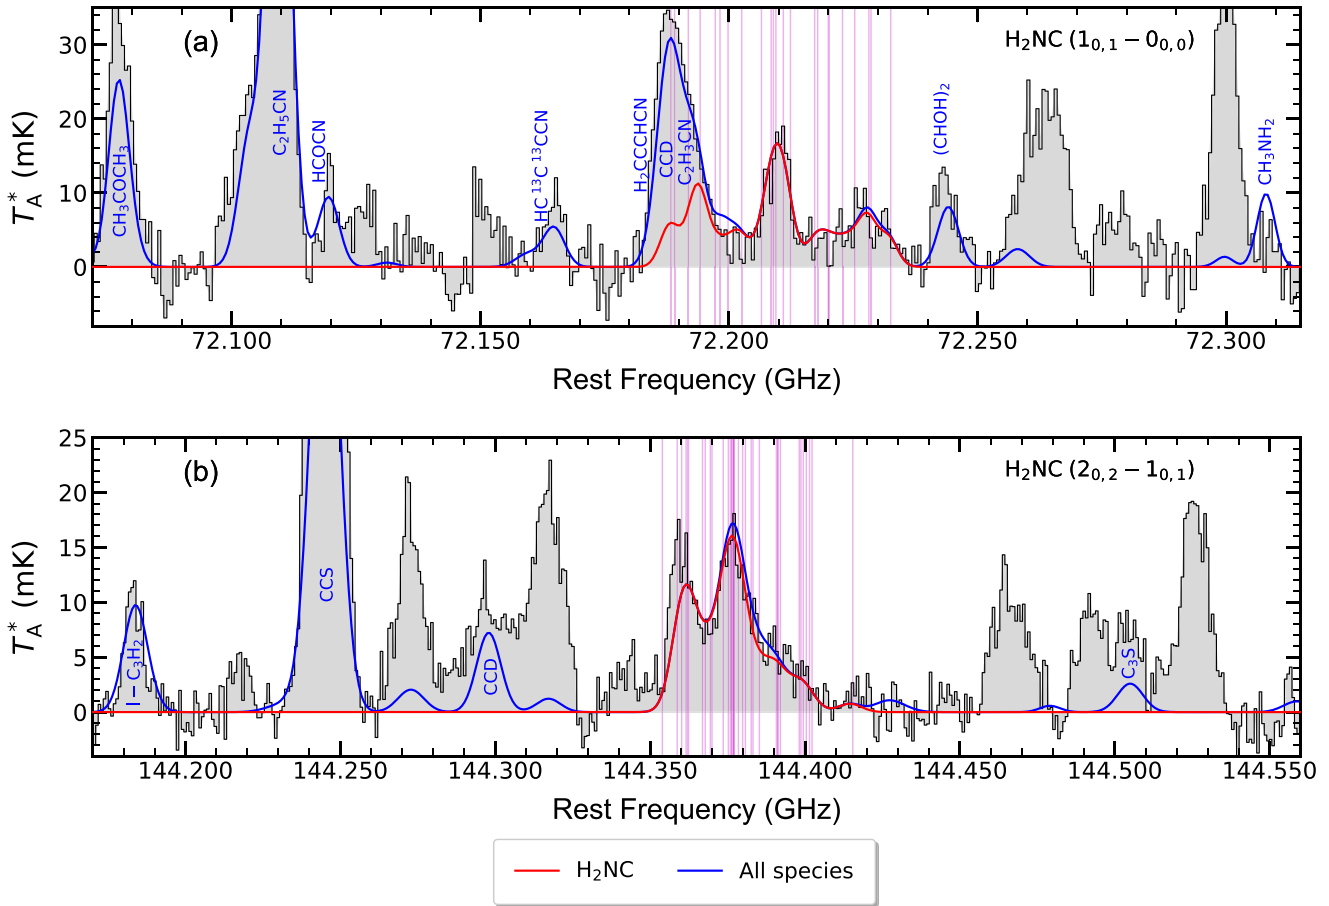 (a)
H₂NC (1₀,₁ − 0₀,₀)
T*A (mK)
30
20
10
0
CH₃COCH₃
C₂H₅CN
HCOCN
HC ¹³C ¹³CCN
H₂CCCHCN
CCD
C₂H₃CN
(CHOH)₂
CH₃NH₂
72.100
72.150
72.200
72.250
72.300
Rest Frequency (GHz)
(b)
H₂NC (2₀,₂ − 1₀,₁)
T*A (mK)
25
20
15
10
5
0
l − C₃H₂
CCS
CCD
C₃S
144.200
144.250
144.300
144.350
144.400
144.450
144.500
144.550
Rest Frequency (GHz)
H₂NC
All species